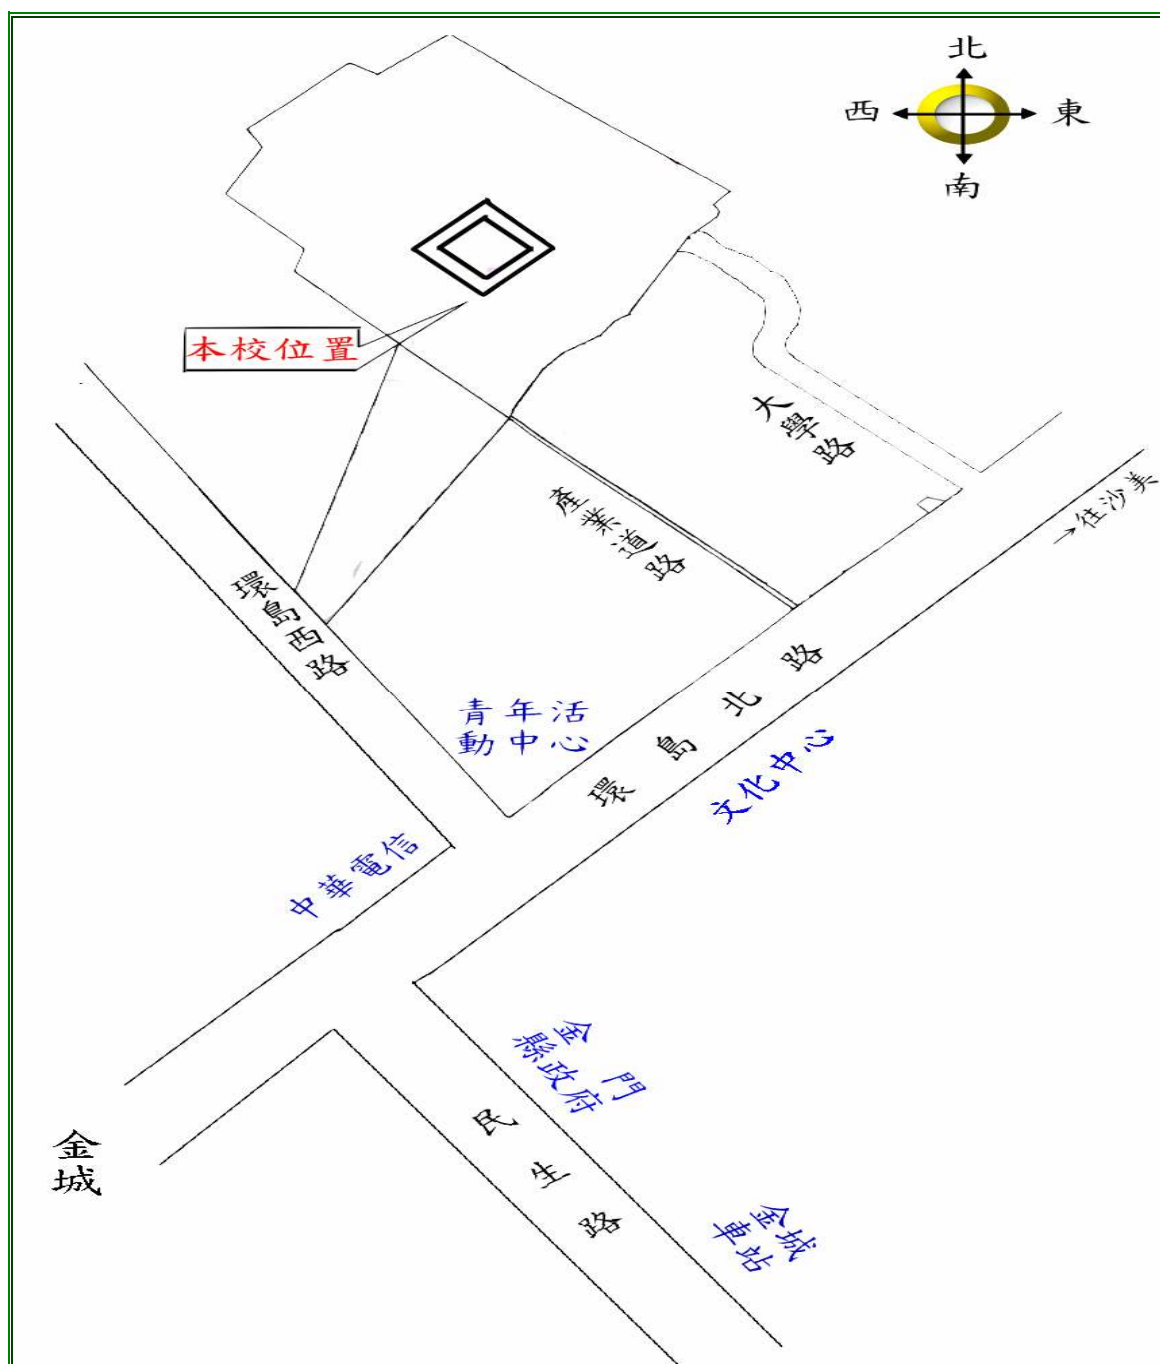 北
西
東
南
本校位置
大學路
產業道路
→往沙美
環島西路
環島北路
青年活
動中心
文化中心
中華電信
金門
縣政府
民生路
金城
金城
車站